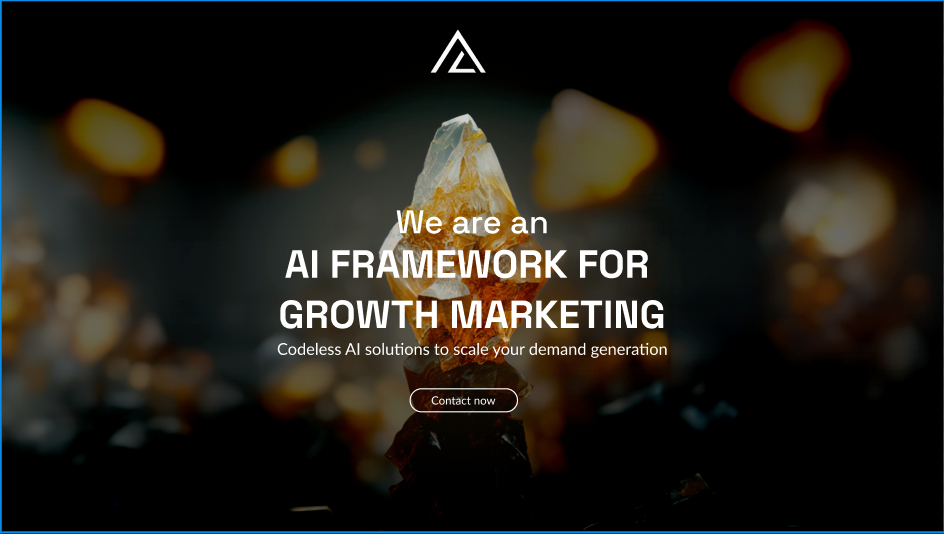 We are an
AI FRAMEWORK FOR
GROWTH MARKETING
Codeless AI solutions to scale your demand generation
Contact now